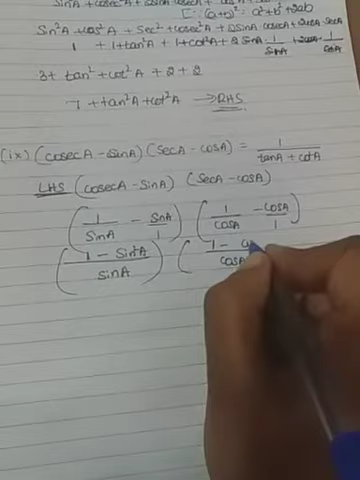 [∵ (a+b)² = a²+b²+2ab
Sin²A + cos²A + Sec² + cosec²A + 2SinA · cosecA + 2cosA · SecA
1 + 1+tan²A + 1+cot²A + 2 SinA · 1/SinA + 2cosA · 1/cosA
3 + tan² + cot²A + 2 + 2
7 + tan²A + cot²A → RHS
(ix) (cosecA - sinA) (SecA - cosA) = 1/(tanA + cotA)
LHS (cosecA - SinA) (SecA - cosA)
(1/SinA - SinA/1) (1/cosA - cosA/1)
((1 - Sin²A)/sinA) ((1 -
cosA